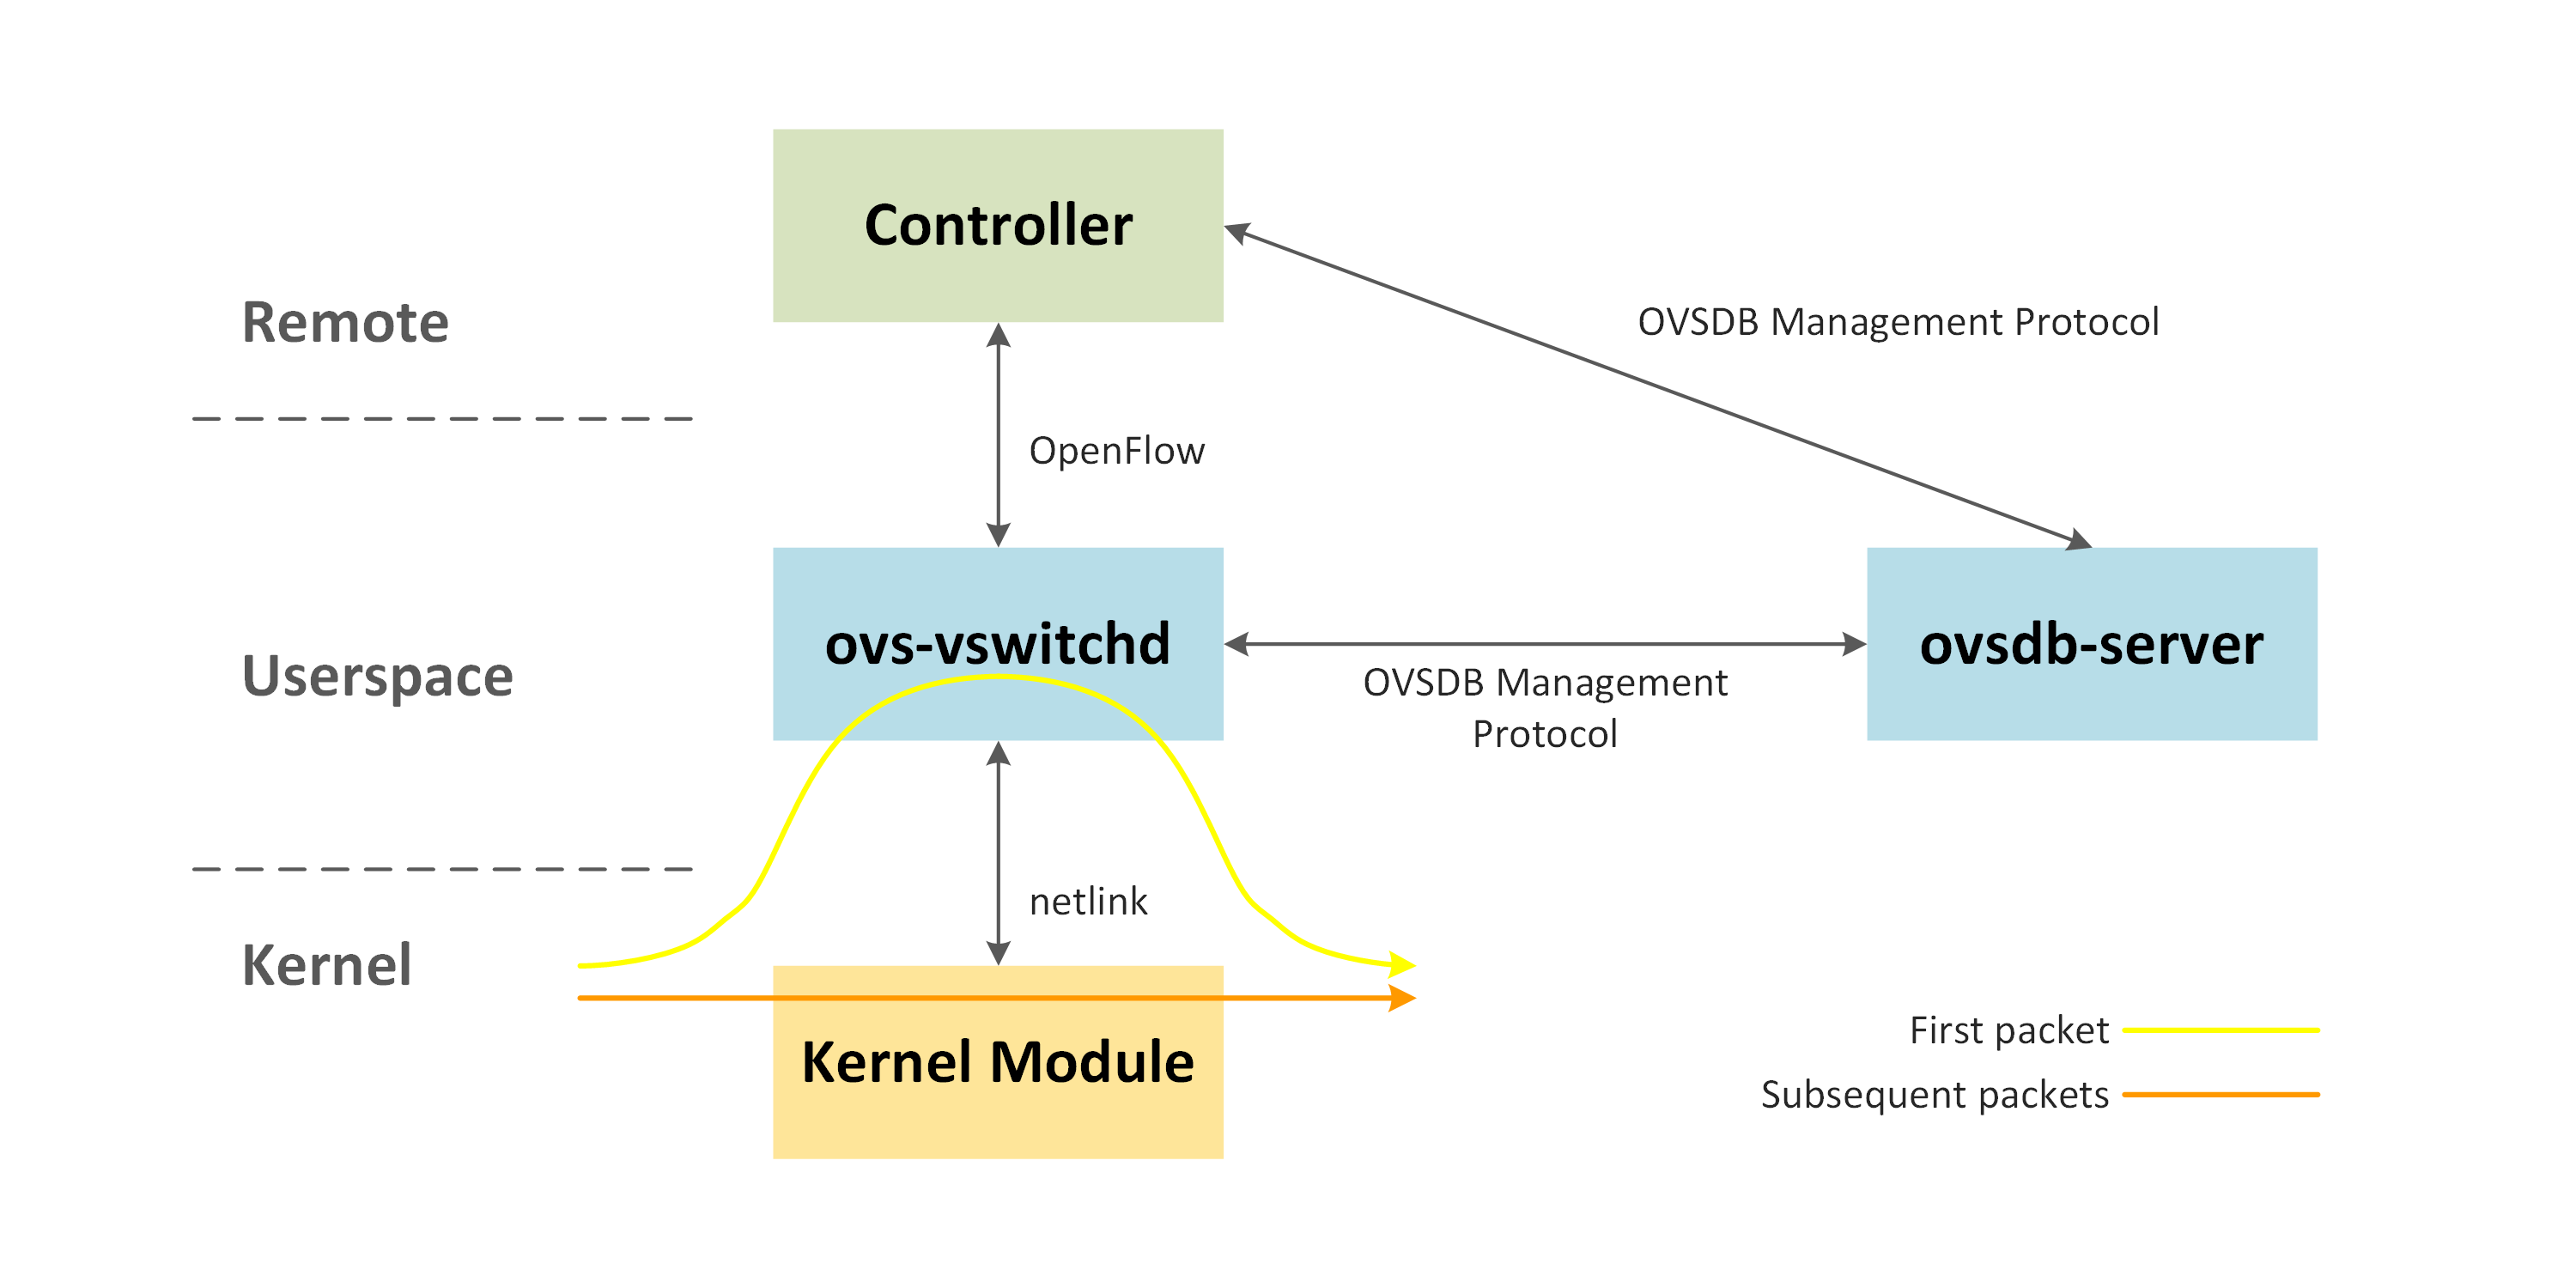 Controller
Remote
OVSDB Management Protocol
OpenFlow
ovs-vswitchd
ovsdb-server
Userspace
OVSDB Management
Protocol
netlink
Kernel
Kernel Module
First packet
Subsequent packets